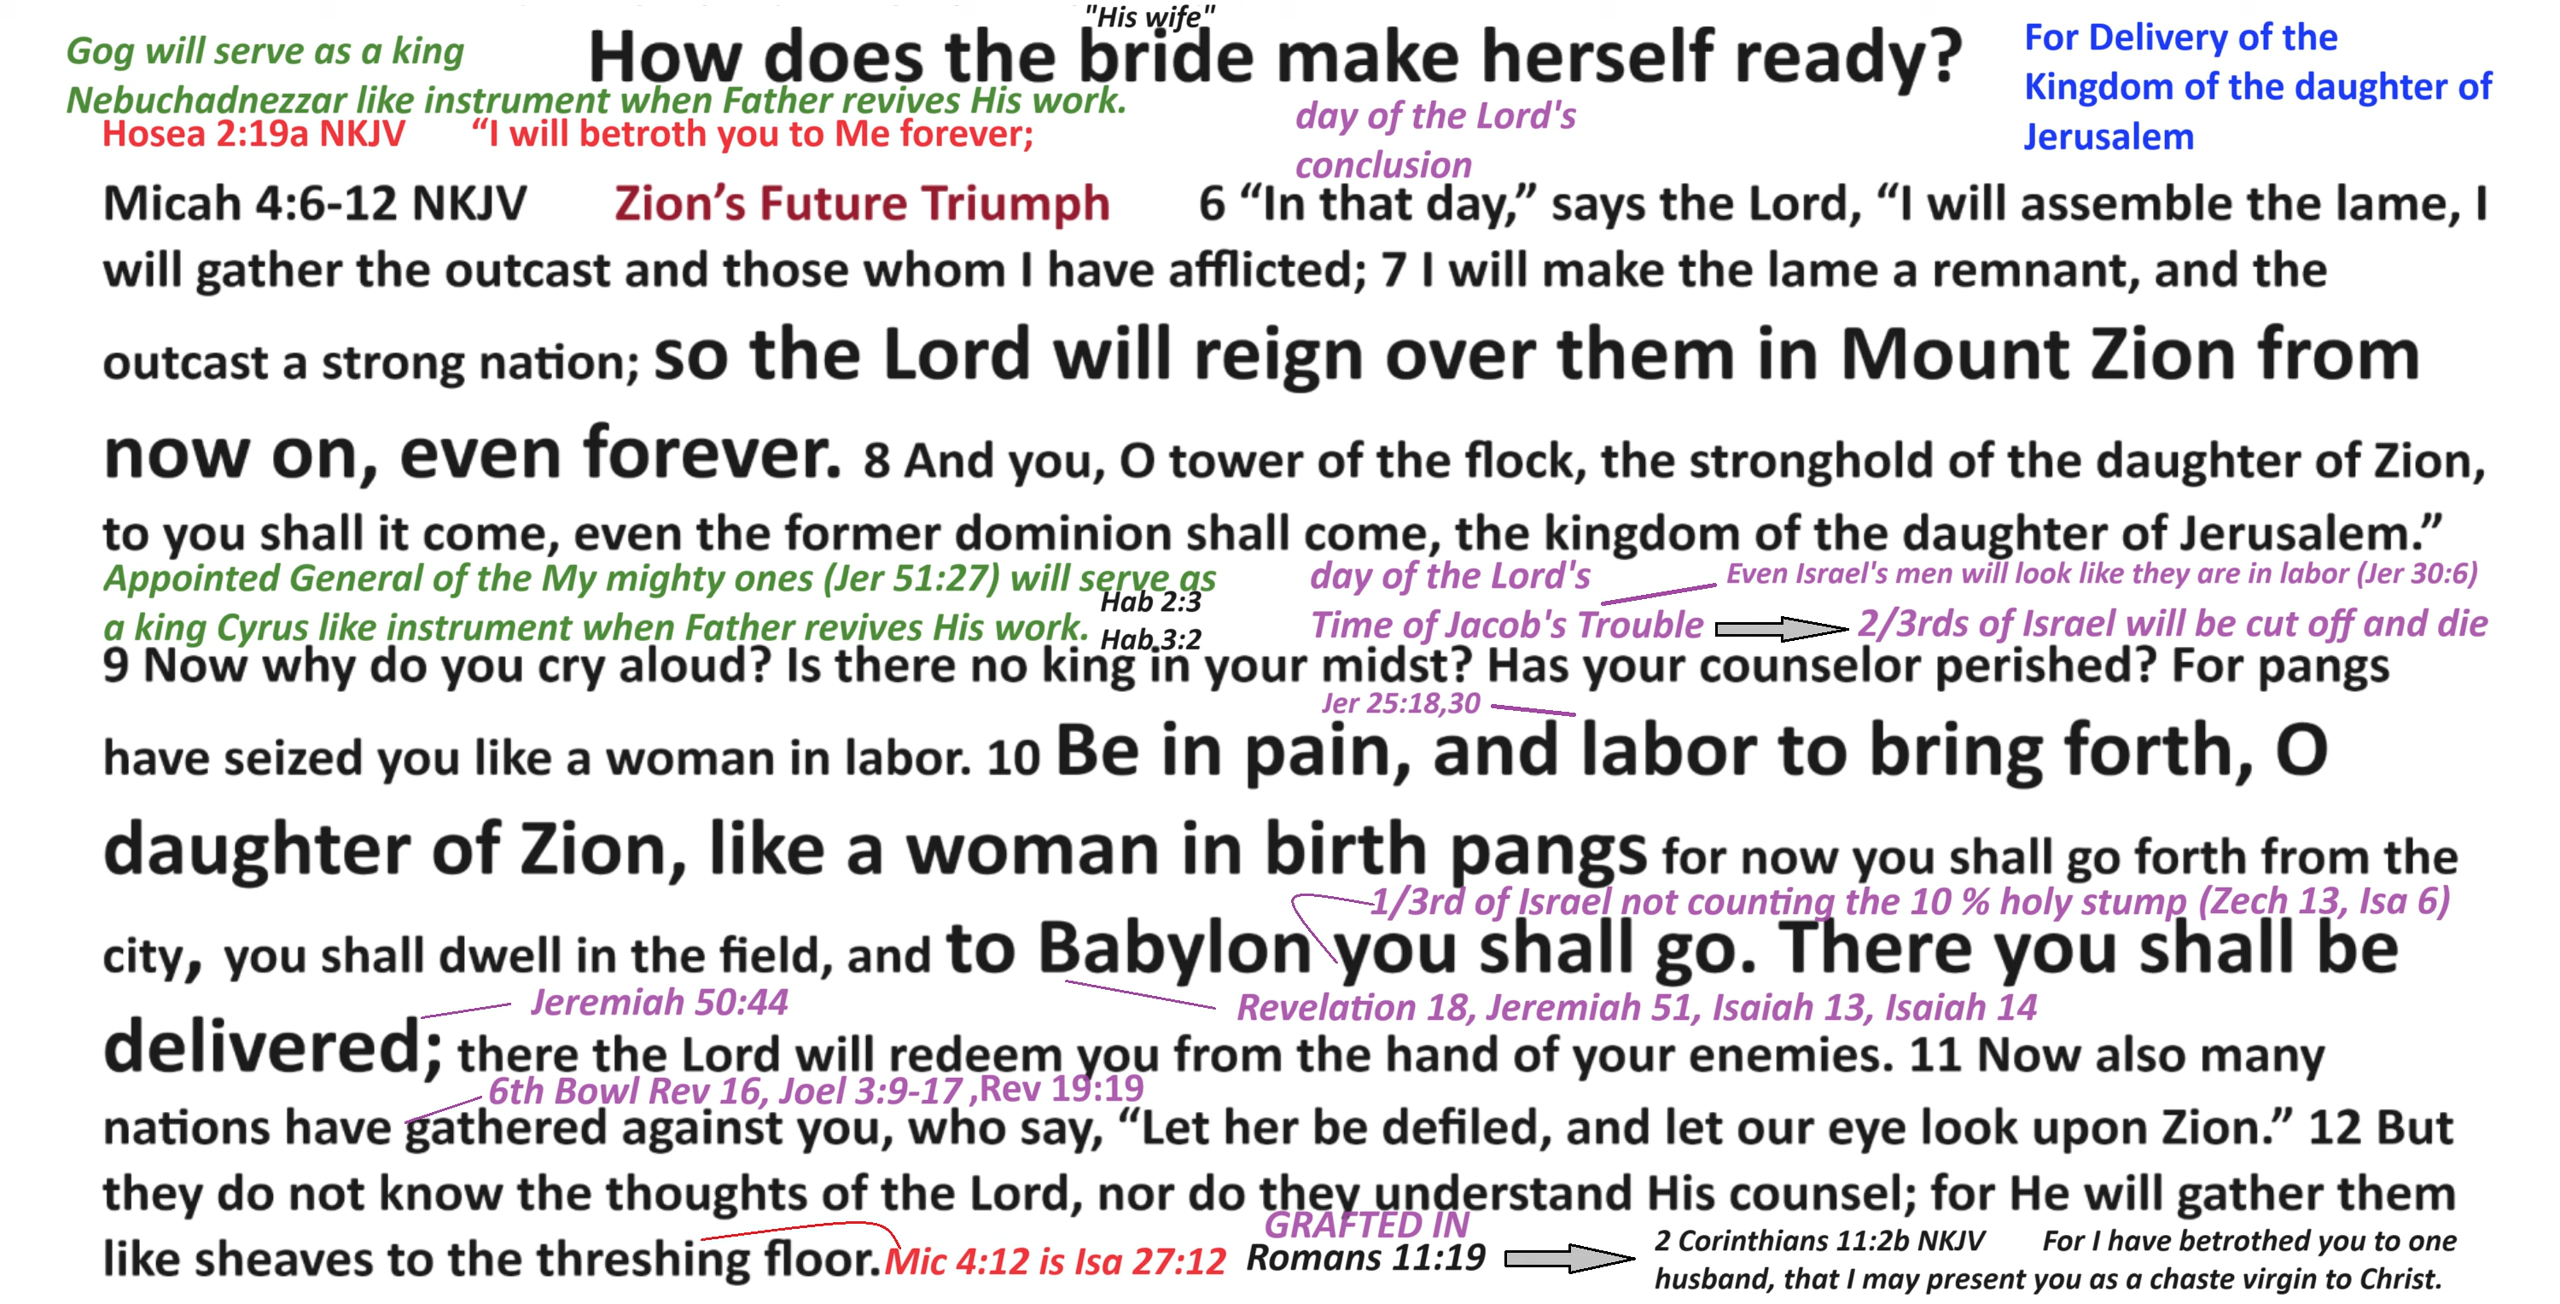 "His wife"
How does the bride make herself ready?
Gog will serve as a king
Nebuchadnezzar like instrument when Father revives His work.
For Delivery of the
Kingdom of the daughter of
Jerusalem
Hosea 2:19a NKJV “I will betroth you to Me forever;
day of the Lord's
conclusion
Micah 4:6-12 NKJV Zion’s Future Triumph 6 “In that day,” says the Lord, “I will assemble the lame, I
will gather the outcast and those whom I have afflicted; 7 I will make the lame a remnant, and the
outcast a strong nation; so the Lord will reign over them in Mount Zion from
now on, even forever. 8 And you, O tower of the flock, the stronghold of the daughter of Zion,
to you shall it come, even the former dominion shall come, the kingdom of the daughter of Jerusalem.”
Appointed General of the My mighty ones (Jer 51:27) will serve as
a king Cyrus like instrument when Father revives His work.
Hab 2:3
Hab 3:2
day of the Lord's
Time of Jacob's Trouble
Even Israel's men will look like they are in labor (Jer 30:6)
2/3rds of Israel will be cut off and die
9 Now why do you cry aloud? Is there no king in your midst? Has your counselor perished? For pangs
Jer 25:18,30
have seized you like a woman in labor. 10 Be in pain, and labor to bring forth, O
daughter of Zion, like a woman in birth pangs for now you shall go forth from the
1/3rd of Israel not counting the 10 % holy stump (Zech 13, Isa 6)
city, you shall dwell in the field, and to Babylon you shall go. There you shall be
Jeremiah 50:44
Revelation 18, Jeremiah 51, Isaiah 13, Isaiah 14
delivered; there the Lord will redeem you from the hand of your enemies. 11 Now also many
6th Bowl Rev 16, Joel 3:9-17 ,Rev 19:19
nations have gathered against you, who say, “Let her be defiled, and let our eye look upon Zion.” 12 But
they do not know the thoughts of the Lord, nor do they understand His counsel; for He will gather them
like sheaves to the threshing floor.
Mic 4:12 is Isa 27:12
GRAFTED IN
Romans 11:19
2 Corinthians 11:2b NKJV For I have betrothed you to one
husband, that I may present you as a chaste virgin to Christ.